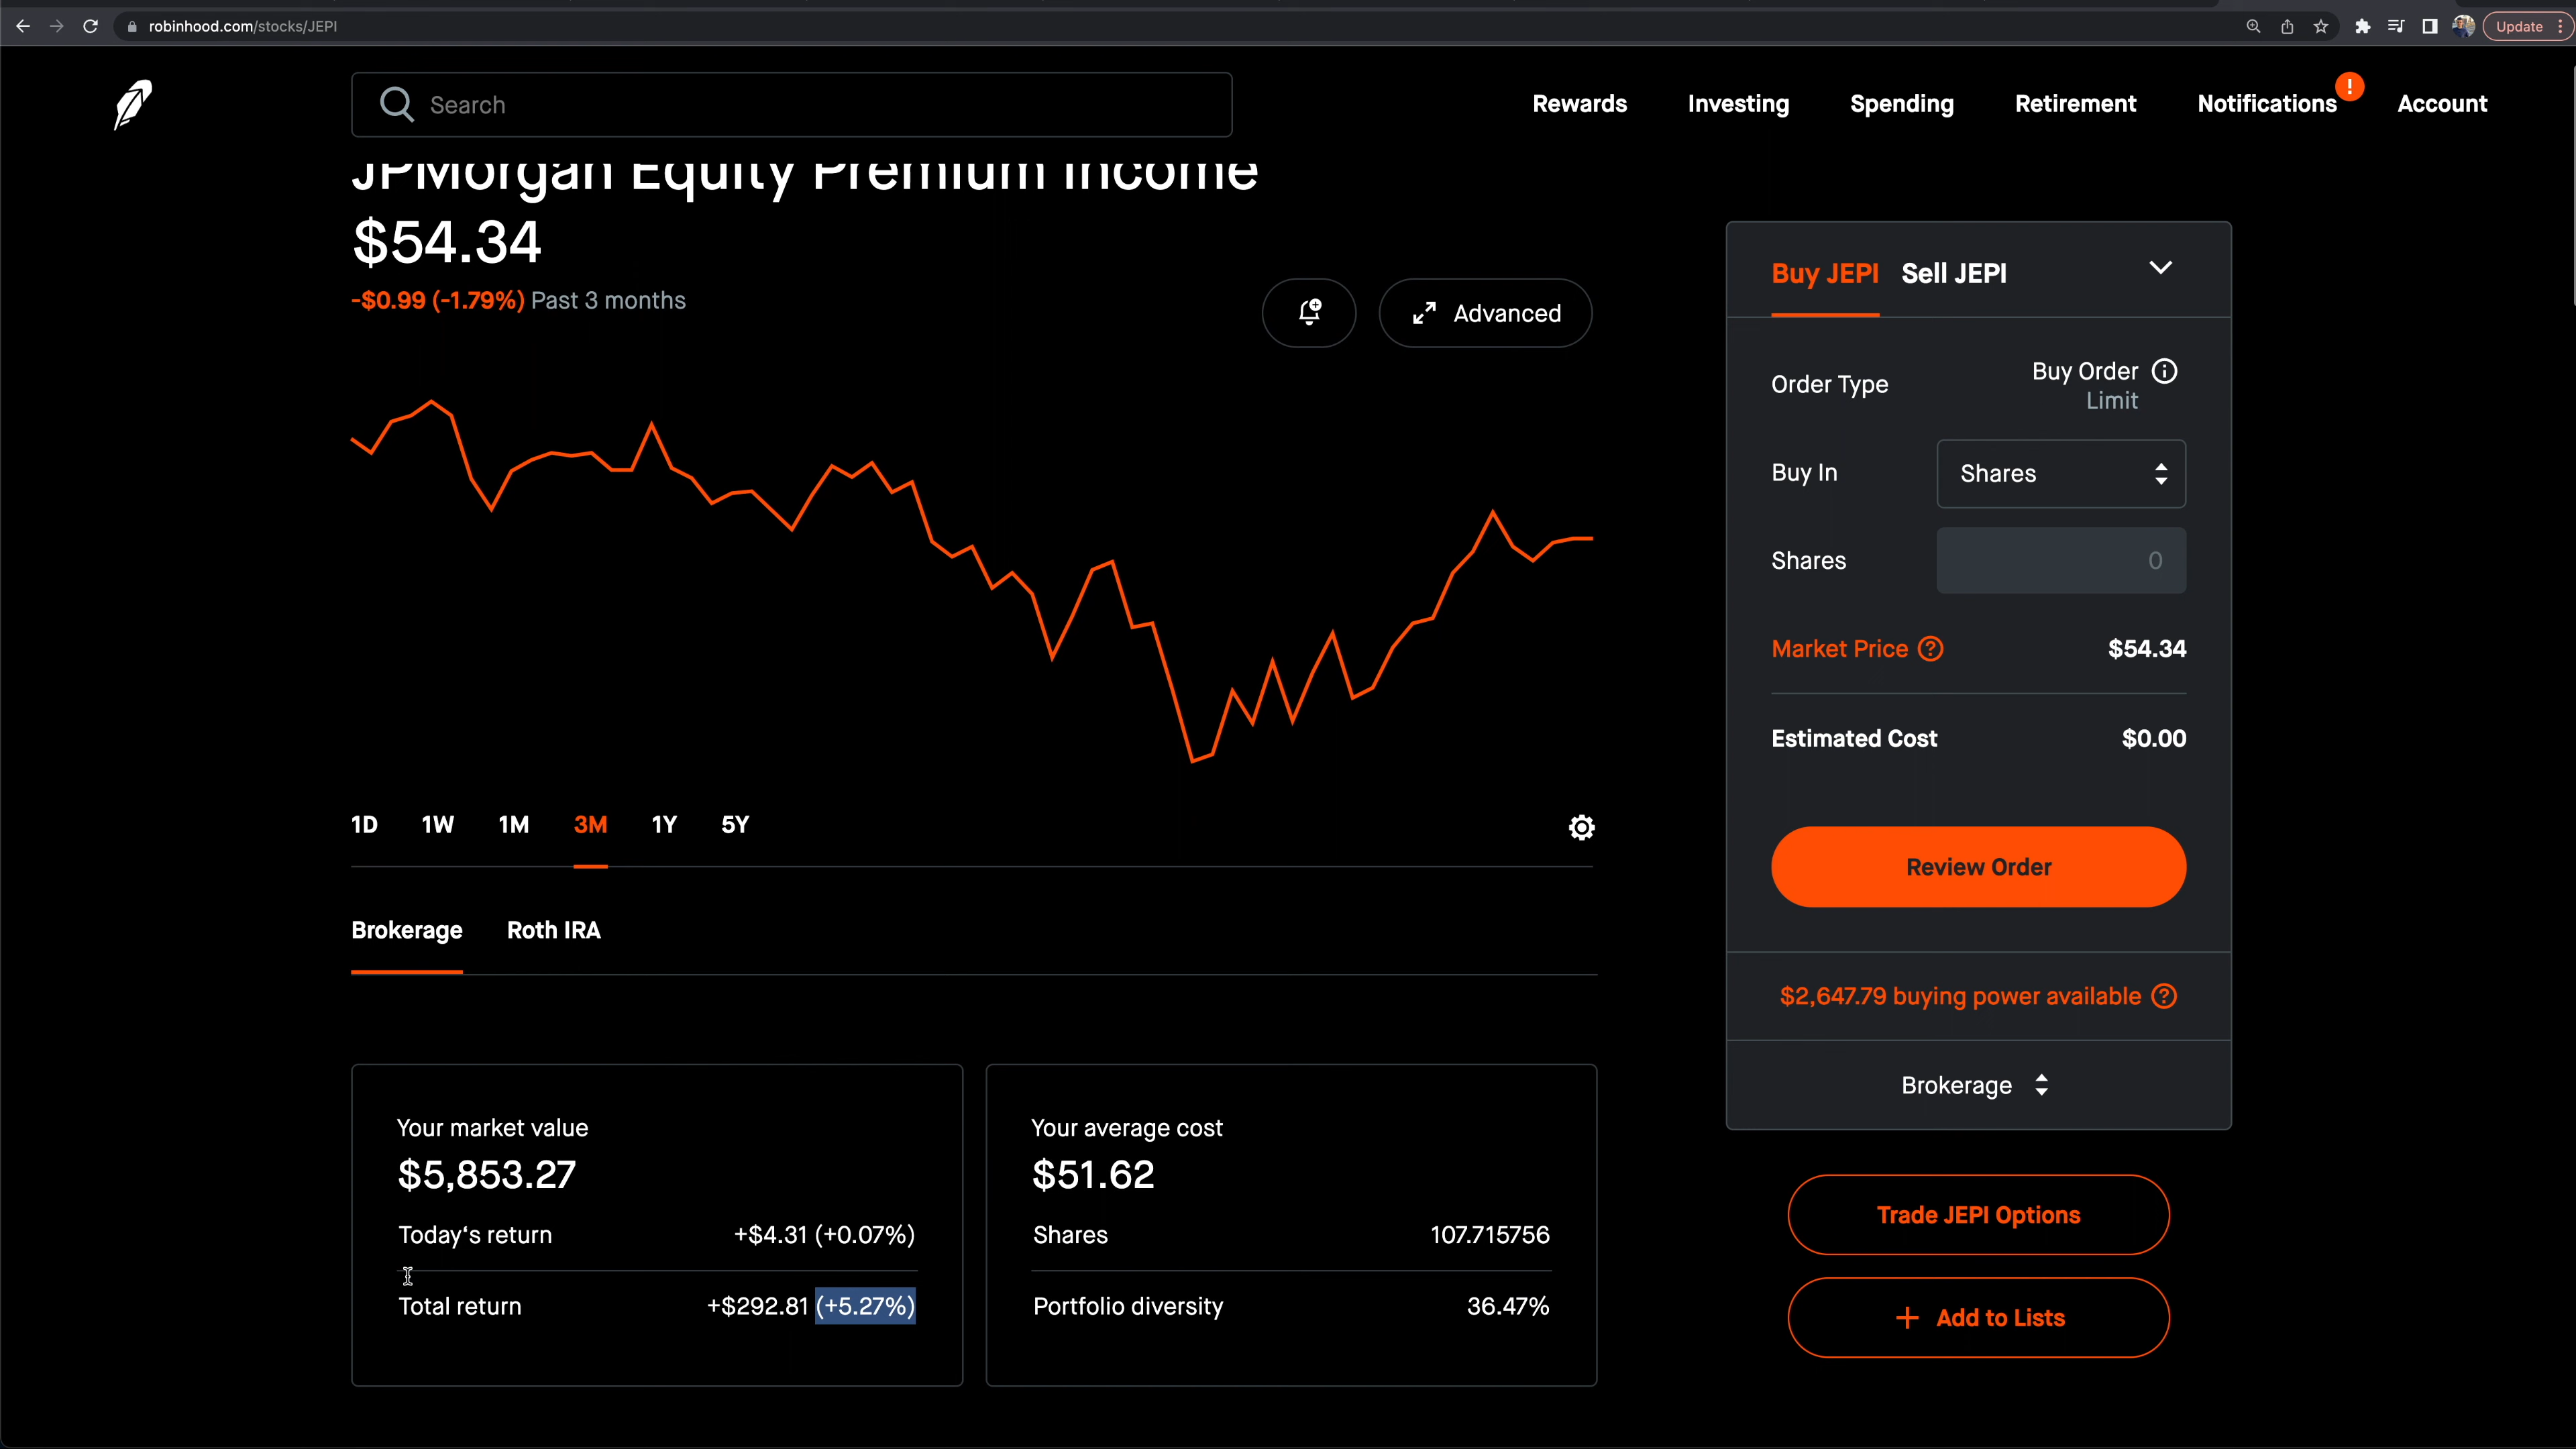 robinhood.com/stocks/JEPI
Update
Search
Rewards
Investing
Spending
Retirement
Notifications
!
Account
JPMorgan Equity Premium Income
$54.34
-$0.99 (-1.79%) Past 3 months
Advanced
1D
1W
1M
3M
1Y
5Y
Brokerage
Roth IRA
Your market value
$5,853.27
Today's return
+$4.31 (+0.07%)
Total return
+$292.81 (+5.27%)
Your average cost
$51.62
Shares
107.715756
Portfolio diversity
36.47%
Buy JEPI
Sell JEPI
Order Type
Buy Order
Limit
Buy In
Shares
Shares
0
Market Price
$54.34
Estimated Cost
$0.00
Review Order
$2,647.79 buying power available
Brokerage
Trade JEPI Options
+ Add to Lists